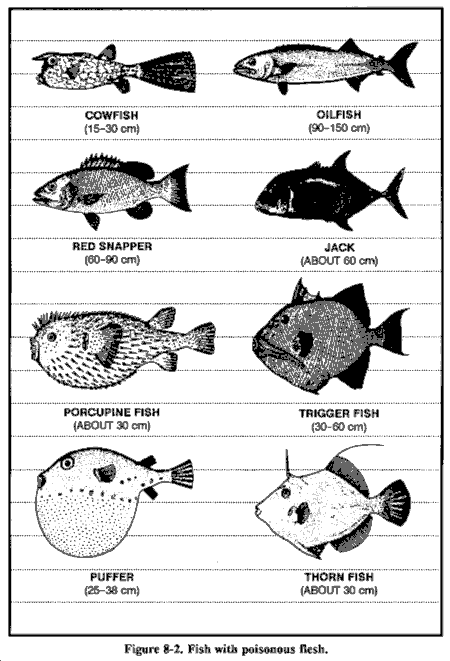 COWFISH
(15–30 cm)
OILFISH
(90–150 cm)
RED SNAPPER
(60–90 cm)
JACK
(ABOUT 60 cm)
PORCUPINE FISH
(ABOUT 30 cm)
TRIGGER FISH
(30–60 cm)
PUFFER
(25–38 cm)
THORN FISH
(ABOUT 30 cm)
Figure 8-2. Fish with poisonous flesh.